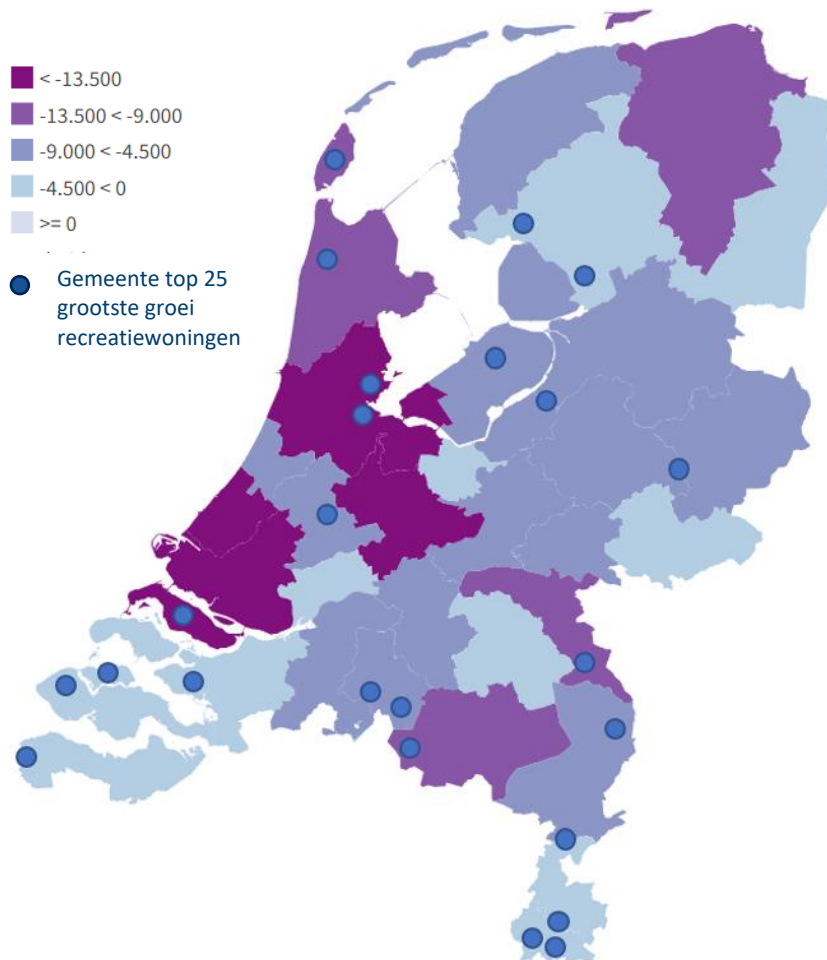 < -13.500
-13.500 < -9.000
-9.000 < -4.500
-4.500 < 0
>= 0
Gemeente top 25
grootste groei
recreatiewoningen